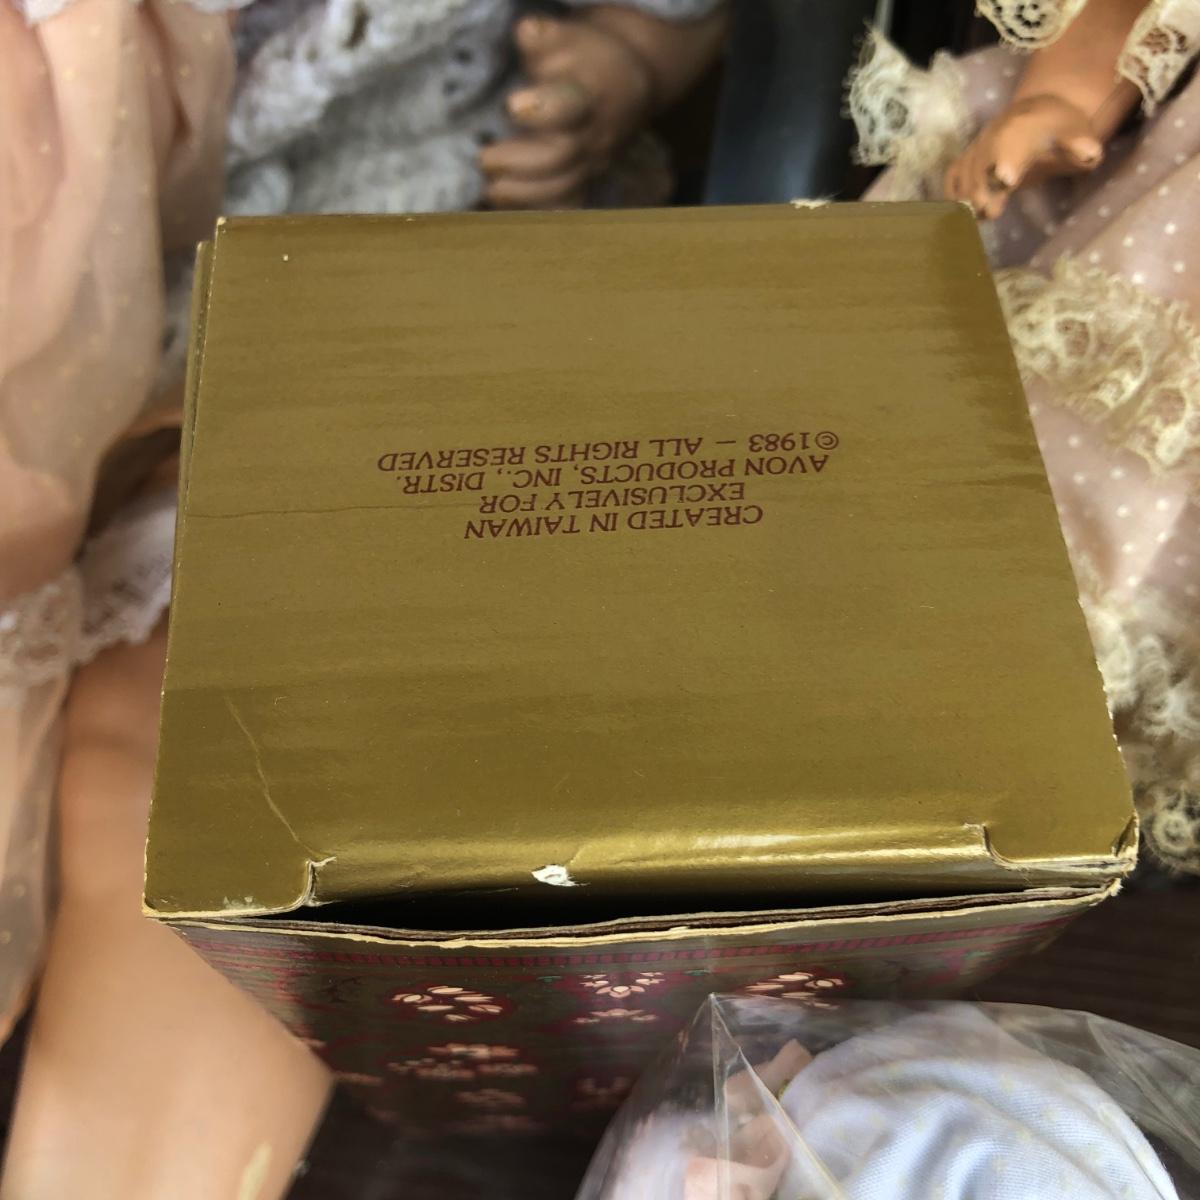 CREATED IN TAIWAN
EXCLUSIVELY FOR
AVON PRODUCTS, INC., DISTR.
©1983 — ALL RIGHTS RESERVED